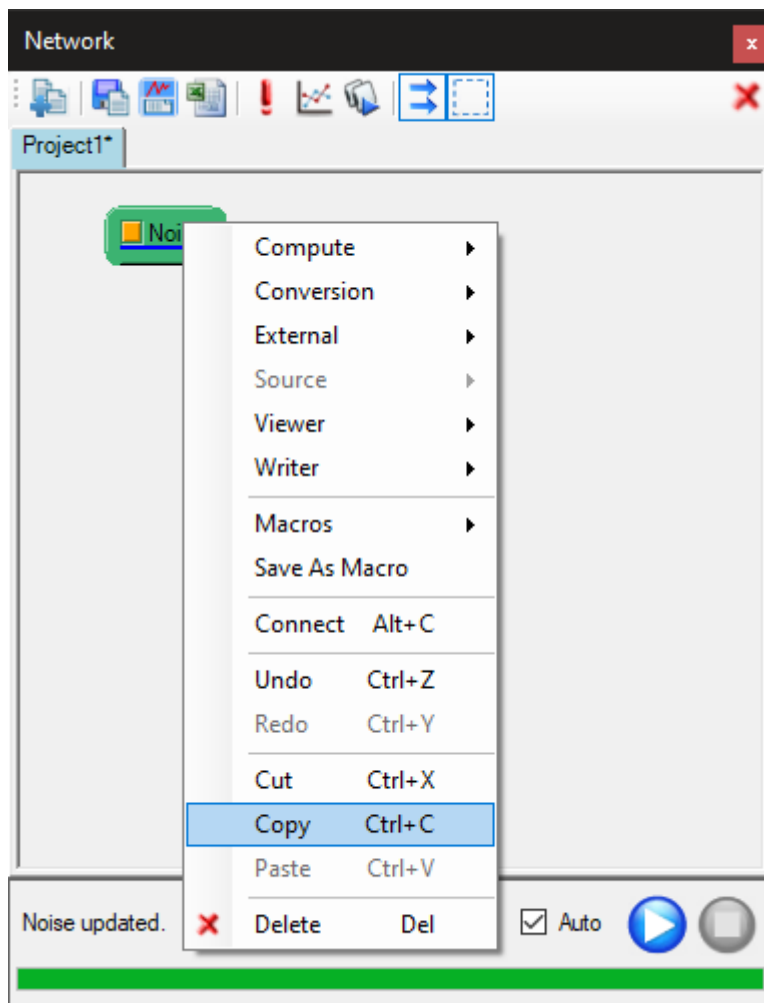 Network
Project1*
Noi
Compute
Conversion
External
Source
Viewer
Writer
Macros
Save As Macro
Connect Alt+C
Undo Ctrl+Z
Redo Ctrl+Y
Cut Ctrl+X
Copy Ctrl+C
Paste Ctrl+V
Delete Del
Noise updated.
Auto